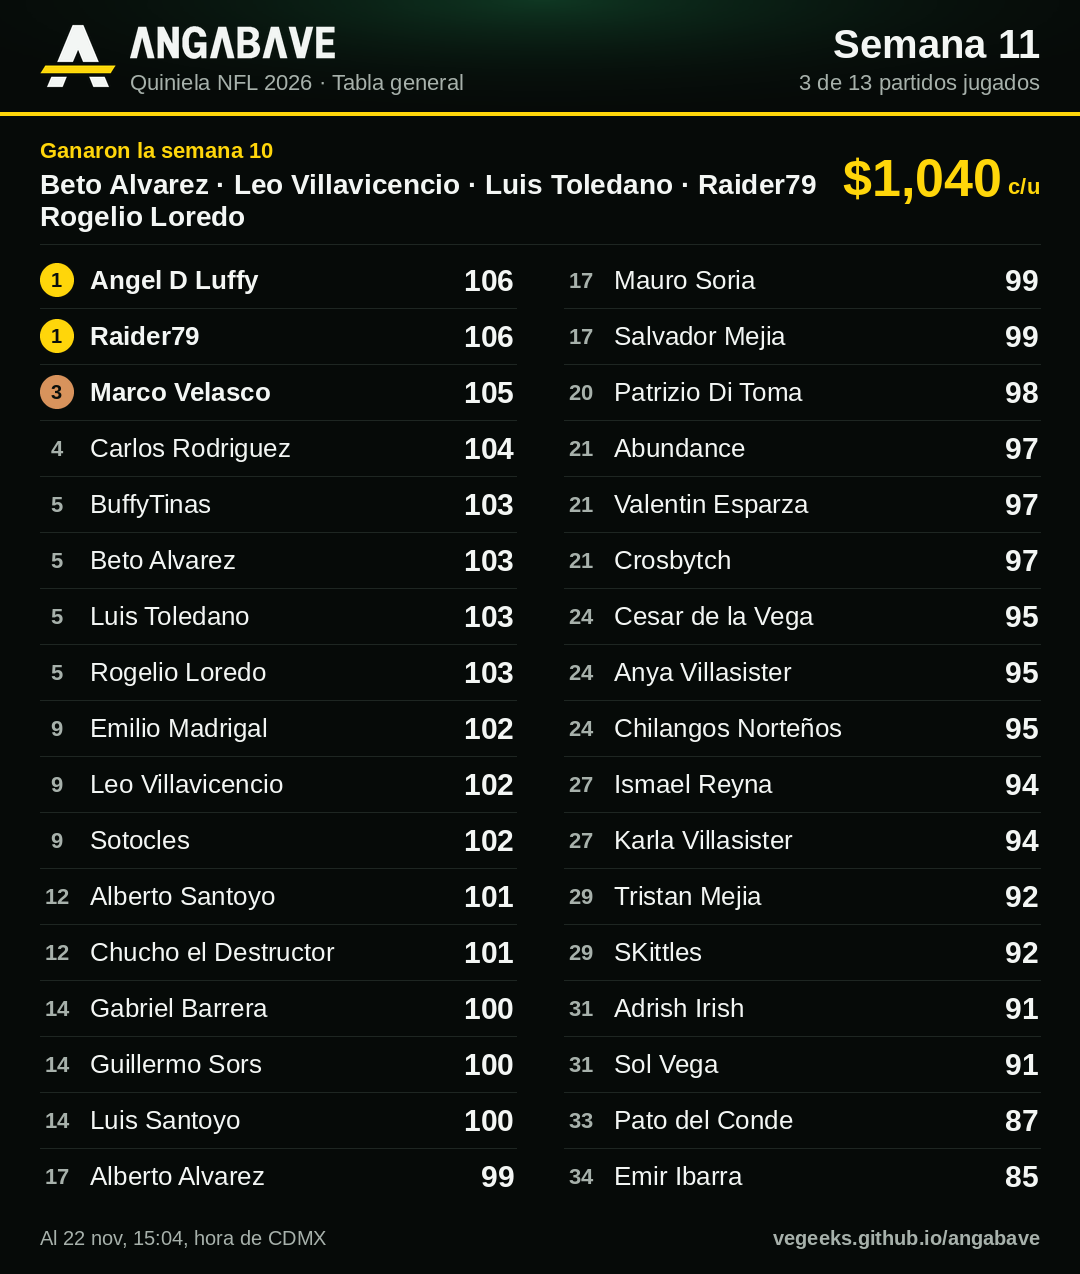 ANGABAVE
Quiniela NFL 2026 · Tabla general
Semana 11
3 de 13 partidos jugados
Ganaron la semana 10
Beto Alvarez · Leo Villavicencio · Luis Toledano · Raider79
Rogelio Loredo
$1,040 c/u
1 Angel D Luffy 106
1 Raider79 106
3 Marco Velasco 105
4 Carlos Rodriguez 104
5 BuffyTinas 103
5 Beto Alvarez 103
5 Luis Toledano 103
5 Rogelio Loredo 103
9 Emilio Madrigal 102
9 Leo Villavicencio 102
9 Sotocles 102
12 Alberto Santoyo 101
12 Chucho el Destructor 101
14 Gabriel Barrera 100
14 Guillermo Sors 100
14 Luis Santoyo 100
17 Alberto Alvarez 99
17 Mauro Soria 99
17 Salvador Mejia 99
20 Patrizio Di Toma 98
21 Abundance 97
21 Valentin Esparza 97
21 Crosbytch 97
24 Cesar de la Vega 95
24 Anya Villasister 95
24 Chilangos Norteños 95
27 Ismael Reyna 94
27 Karla Villasister 94
29 Tristan Mejia 92
29 SKittles 92
31 Adrish Irish 91
31 Sol Vega 91
33 Pato del Conde 87
34 Emir Ibarra 85
Al 22 nov, 15:04, hora de CDMX
vegeeks.github.io/angabave